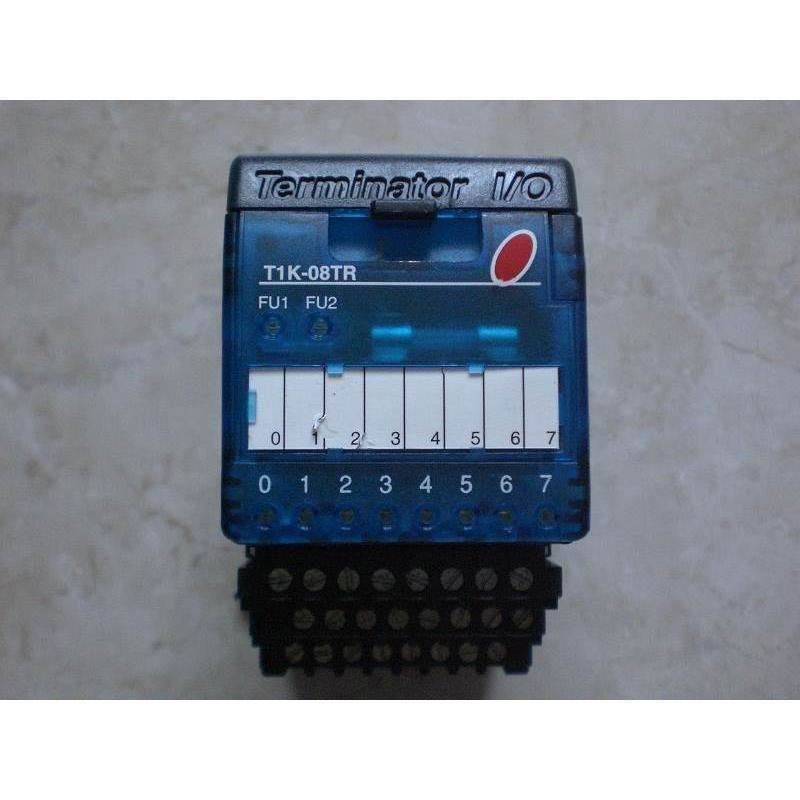 Terminator I/O
T1K-08TR
FU1 FU2
0 1 2 3 4 5 6 7
0 1 2 3 4 5 6 7